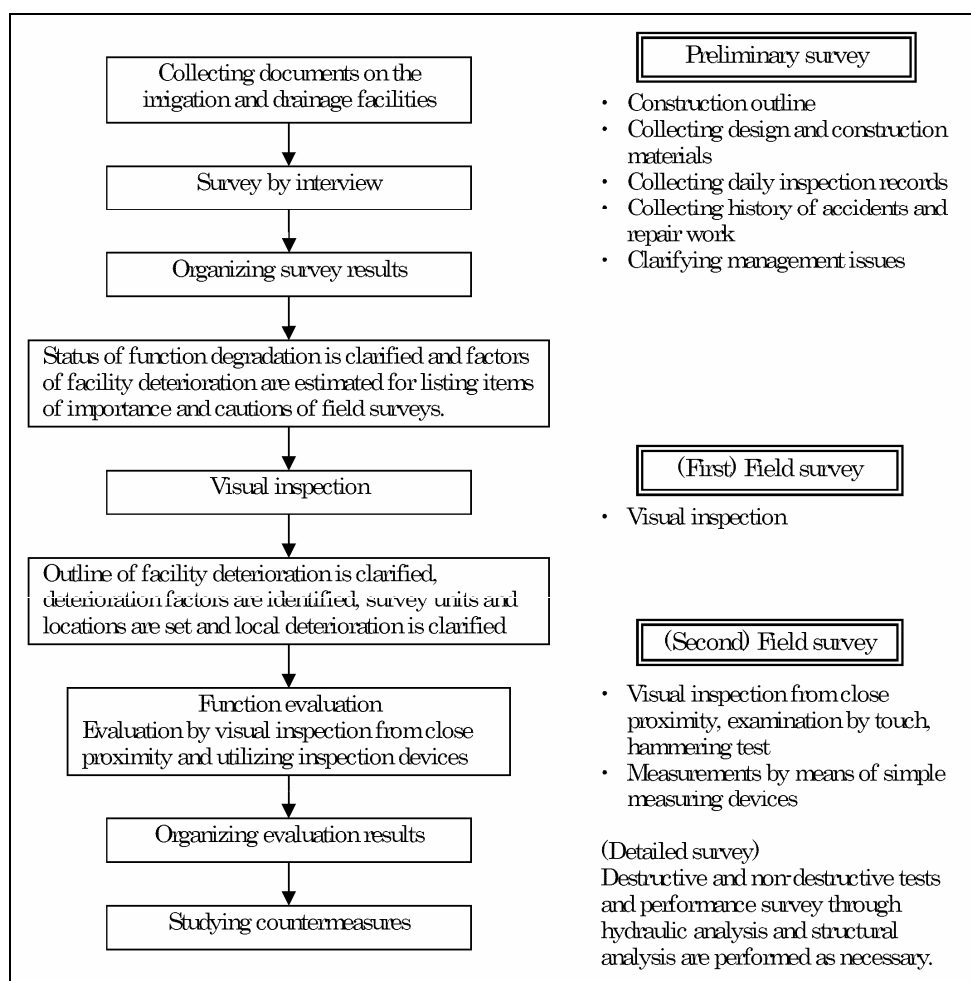 Collecting documents on the
irrigation and drainage facilities
Survey by interview
Organizing survey results
Status of function degradation is clarified and factors
of facility deterioration are estimated for listing items
of importance and cautions of field surveys.
Visual inspection
Outline of facility deterioration is clarified,
deterioration factors are identified, survey units and
locations are set and local deterioration is clarified
Function evaluation
Evaluation by visual inspection from close
proximity and utilizing inspection devices
Organizing evaluation results
Studying countermeasures
Preliminary survey
・ Construction outline
・ Collecting design and construction
materials
・ Collecting daily inspection records
・ Collecting history of accidents and
repair work
・ Clarifying management issues
(First) Field survey
・ Visual inspection
(Second) Field survey
・ Visual inspection from close
proximity, examination by touch,
hammering test
・ Measurements by means of simple
measuring devices
(Detailed survey)
Destructive and non-destructive tests
and performance survey through
hydraulic analysis and structural
analysis are performed as necessary.